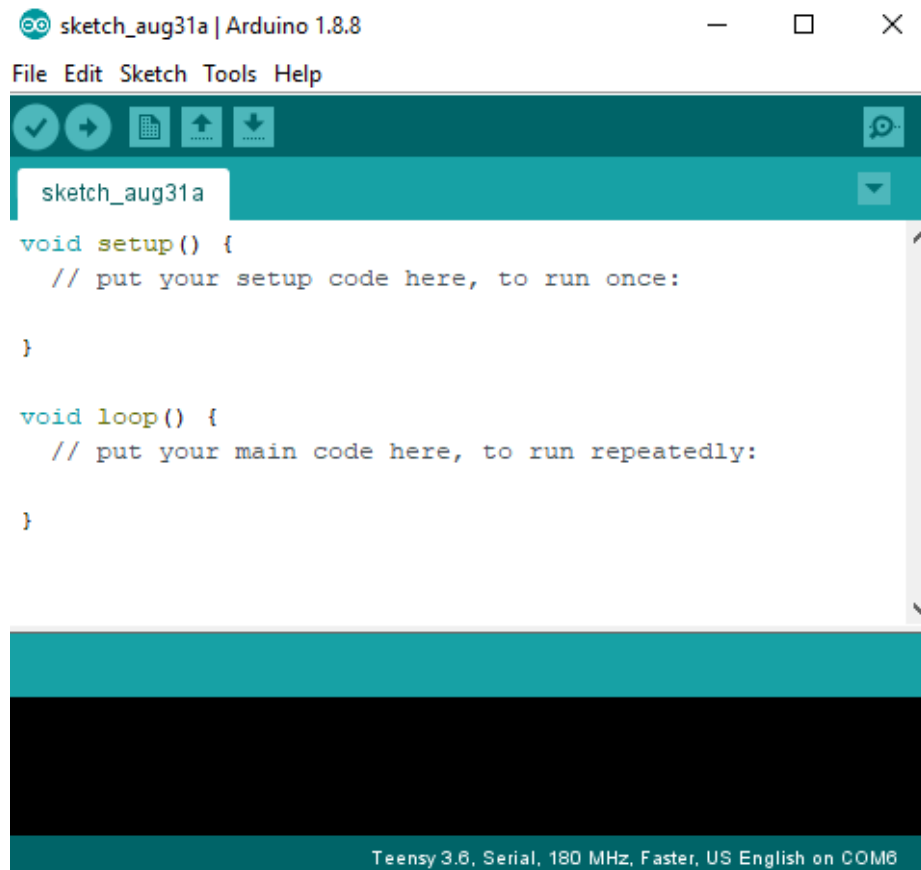 sketch_aug31a | Arduino 1.8.8
File Edit Sketch Tools Help
sketch_aug31a
void setup() {
  // put your setup code here, to run once:

}

void loop() {
  // put your main code here, to run repeatedly:

}
Teensy 3.6, Serial, 180 MHz, Faster, US English on COM6